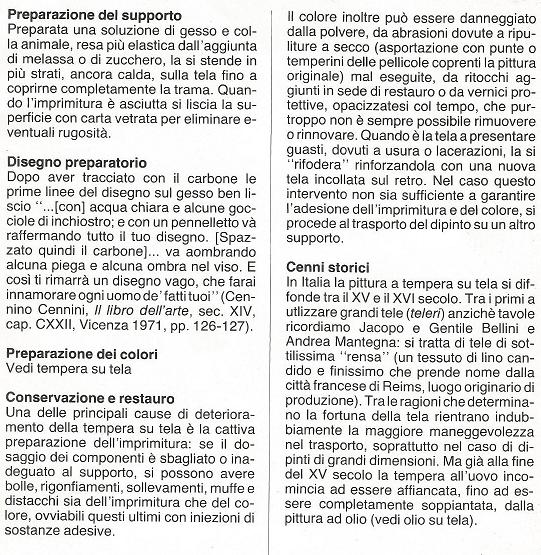 Preparazione del supporto
Preparata una soluzione di gesso e col-
la animale, resa più elastica dall'aggiunta
di melassa o di zucchero, la si stende in
più strati, ancora calda, sulla tela fino a
coprirne completamente la trama. Quan-
do l'imprimitura è asciutta si liscia la su-
perficie con carta vetrata per eliminare e-
ventuali rugosità.
Disegno preparatorio
Dopo aver tracciato con il carbone le
prime linee del disegno sul gesso ben li-
scio "...[con] acqua chiara e alcune goc-
ciole di inchiostro; e con un pennelletto và
raffermando tutto il tuo disegno. [Spaz-
zato quindi il carbone]... va aombrando
alcuna piega e alcuna ombra nel viso. E
così ti rimarrà un disegno vago, che farai
innamorare ogni uomo de' fatti tuoi" (Cen-
nino Cennini, Il libro dell'arte, sec. XIV,
cap. CXXII, Vicenza 1971, pp. 126-127).
Preparazione dei colori
Vedi tempera su tela
Conservazione e restauro
Una delle principali cause di deteriora-
mento della tempera su tela è la cattiva
preparazione dell'imprimitura: se il do-
saggio dei componenti è sbagliato o ina-
deguato al supporto, si possono avere
bolle, rigonfiamenti, sollevamenti, muffe e
distacchi sia dell'imprimitura che del co-
lore, ovviabili questi ultimi con iniezioni di
sostanze adesive.
Il colore inoltre può essere danneggiato
dalla polvere, da abrasioni dovute a ripu-
liture a secco (asportazione con punte o
temperini delle pellicole coprenti la pittura
originale) mal eseguite, da ritocchi ag-
giunti in sede di restauro o da vernici pro-
tettive, opacizzatesi col tempo, che pur-
troppo non è sempre possibile rimuovere
o rinnovare. Quando è la tela a presentare
guasti, dovuti a usura o lacerazioni, la si
"rifodera" rinforzandola con una nuova
tela incollata sul retro. Nel caso questo
intervento non sia sufficiente a garantire
l'adesione dell'imprimitura e del colore, si
procede al trasporto del dipinto su un altro
supporto.
Cenni storici
In Italia la pittura a tempera su tela si dif-
fonde tra il XV e il XVI secolo. Tra i primi a
utilizzare grandi tele (teleri) anzichè tavole
ricordiamo Jacopo e Gentile Bellini e
Andrea Mantegna: si tratta di tele di sot-
tilissima "rensa" (un tessuto di lino can-
dido e finissimo che prende nome dalla
città francese di Reims, luogo originario di
produzione). Tra le ragioni che determina-
no la fortuna della tela rientrano indub-
biamente la maggiore maneggevolezza
nel trasporto, soprattutto nel caso di di-
pinti di grandi dimensioni. Ma già alla fine
del XV secolo la tempera all'uovo inco-
mincia ad essere affiancata, fino ad es-
sere completamente soppiantata, dalla
pittura ad olio (vedi olio su tela).